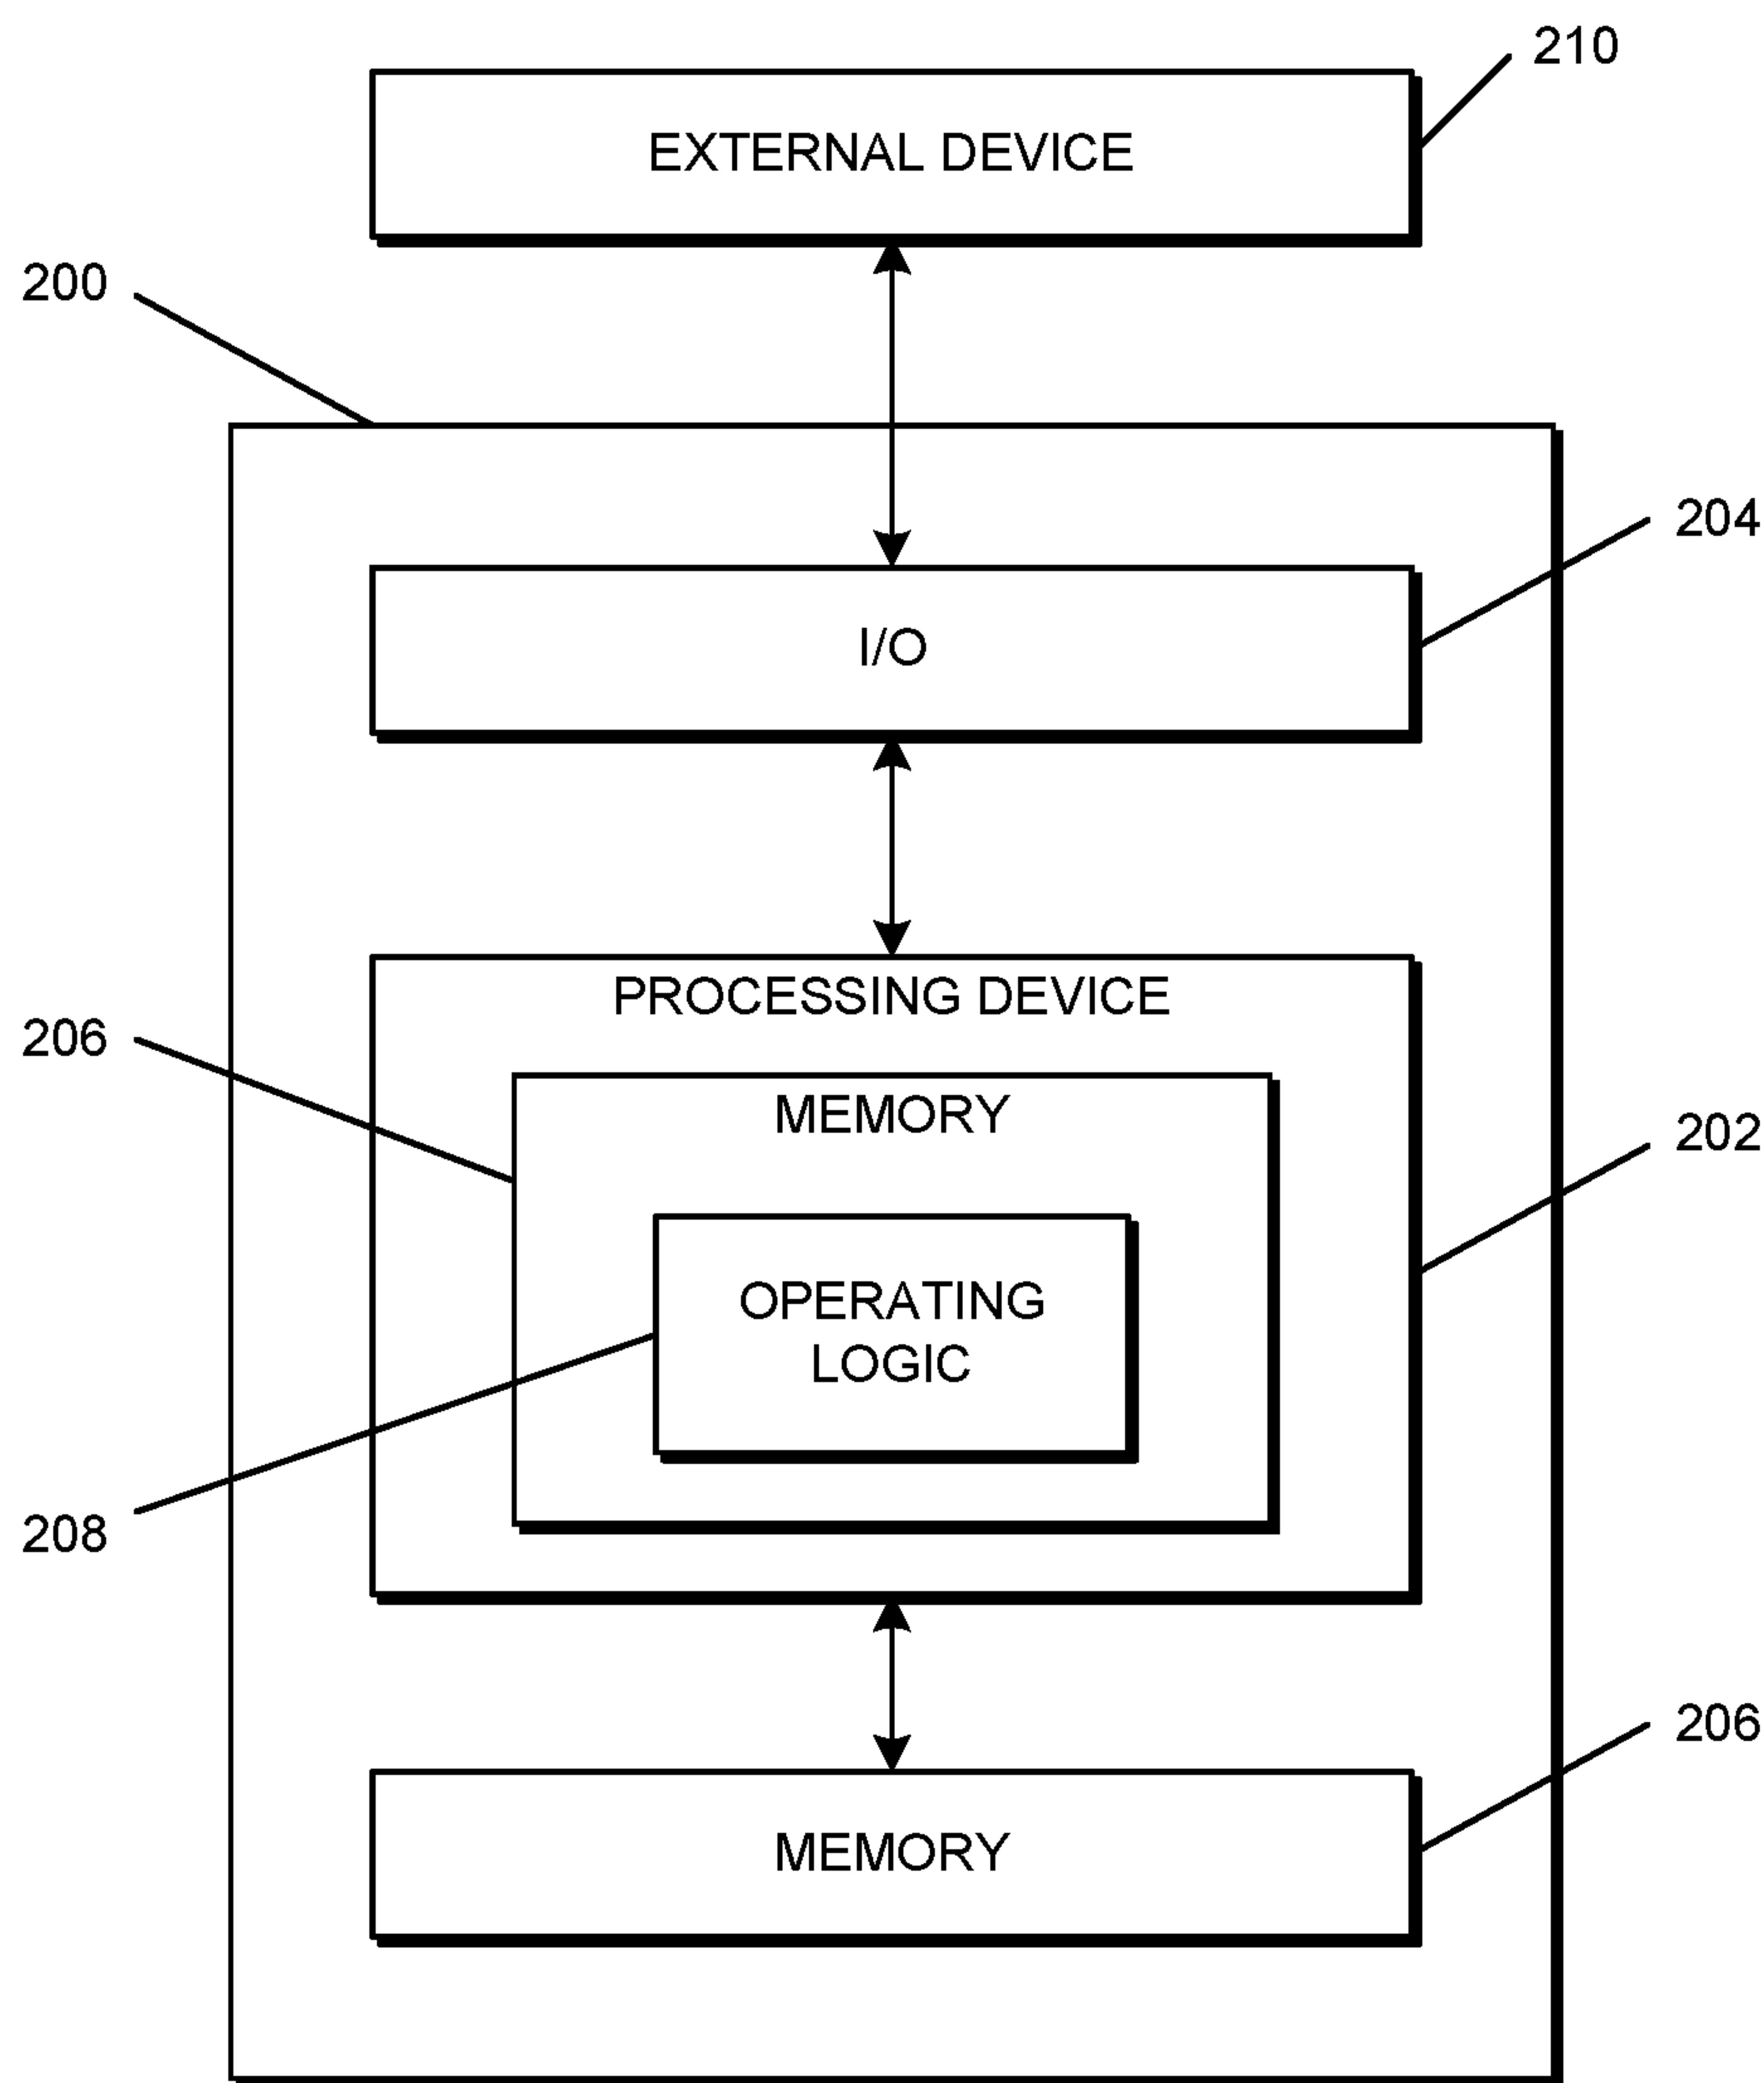 210
EXTERNAL DEVICE
200
204
I/O
PROCESSING DEVICE
206
MEMORY
202
OPERATING
LOGIC
208
206
MEMORY